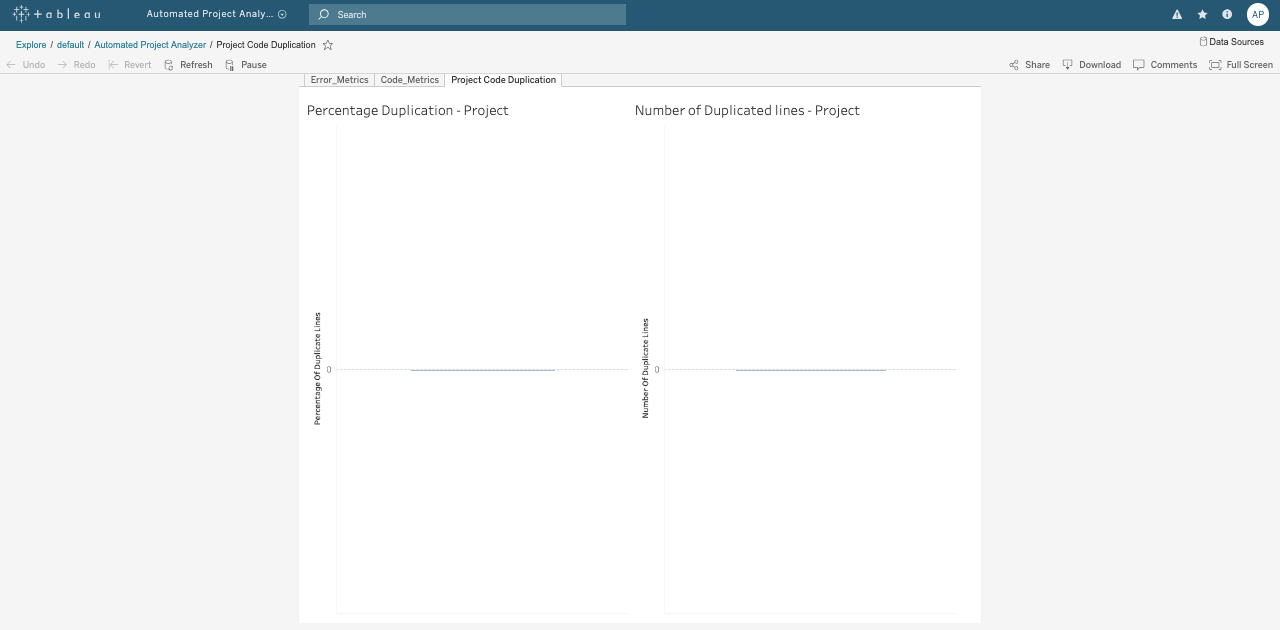 + a b l e a u
Automated Project Analy...
Search
AP
Explore / default / Automated Project Analyzer / Project Code Duplication
Data Sources
Undo Redo Revert Refresh Pause
Share Download Comments Full Screen
Error_Metrics Code_Metrics Project Code Duplication
Percentage Duplication - Project
Percentage Of Duplicate Lines
0
Number of Duplicated lines - Project
Number Of Duplicate Lines
0